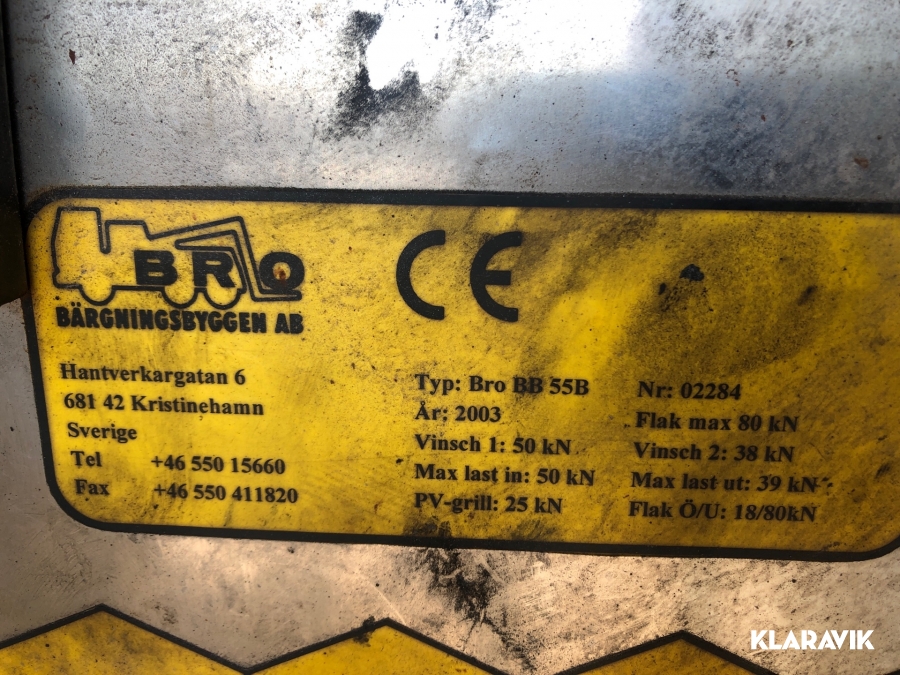 BRO
BÄRGNINGSBYGGEN AB
CE
Hantverkargatan 6
681 42 Kristinehamn
Sverige
Tel +46 550 15660
Fax +46 550 411820
Typ: Bro BB 55B
År: 2003
Vinsch 1: 50 kN
Max last in: 50 kN
PV-grill: 25 kN
Nr: 02284
Flak max 80 kN
Vinsch 2: 38 kN
Max last ut: 39 kN
Flak Ö/U: 18/80kN
KLARAVIK